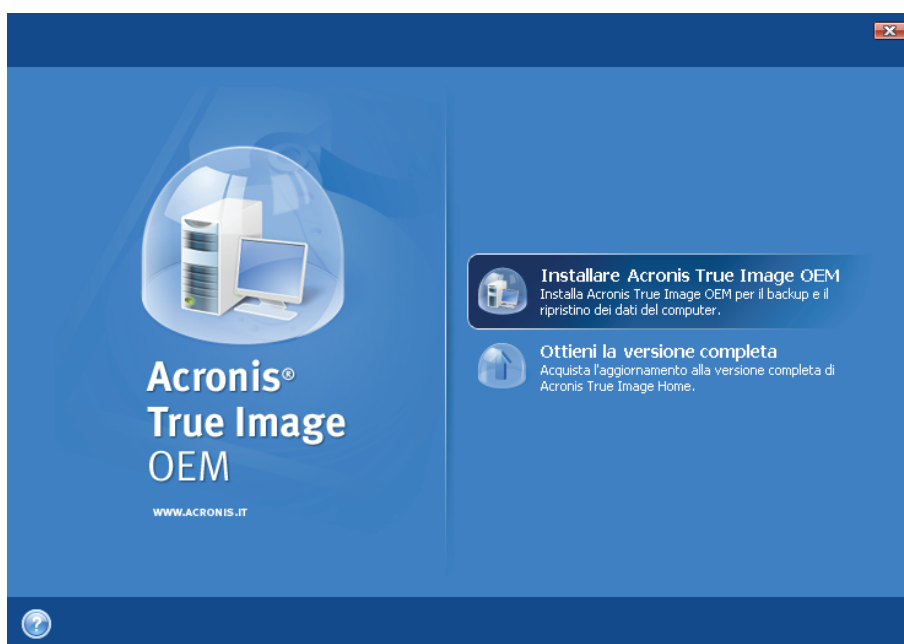 Acronis®
True Image
OEM
WWW.ACRONIS.IT
Installare Acronis True Image OEM
Installa Acronis True Image OEM per il backup e il
ripristino dei dati del computer.
Ottieni la versione completa
Acquista l'aggiornamento alla versione completa di
Acronis True Image Home.
?